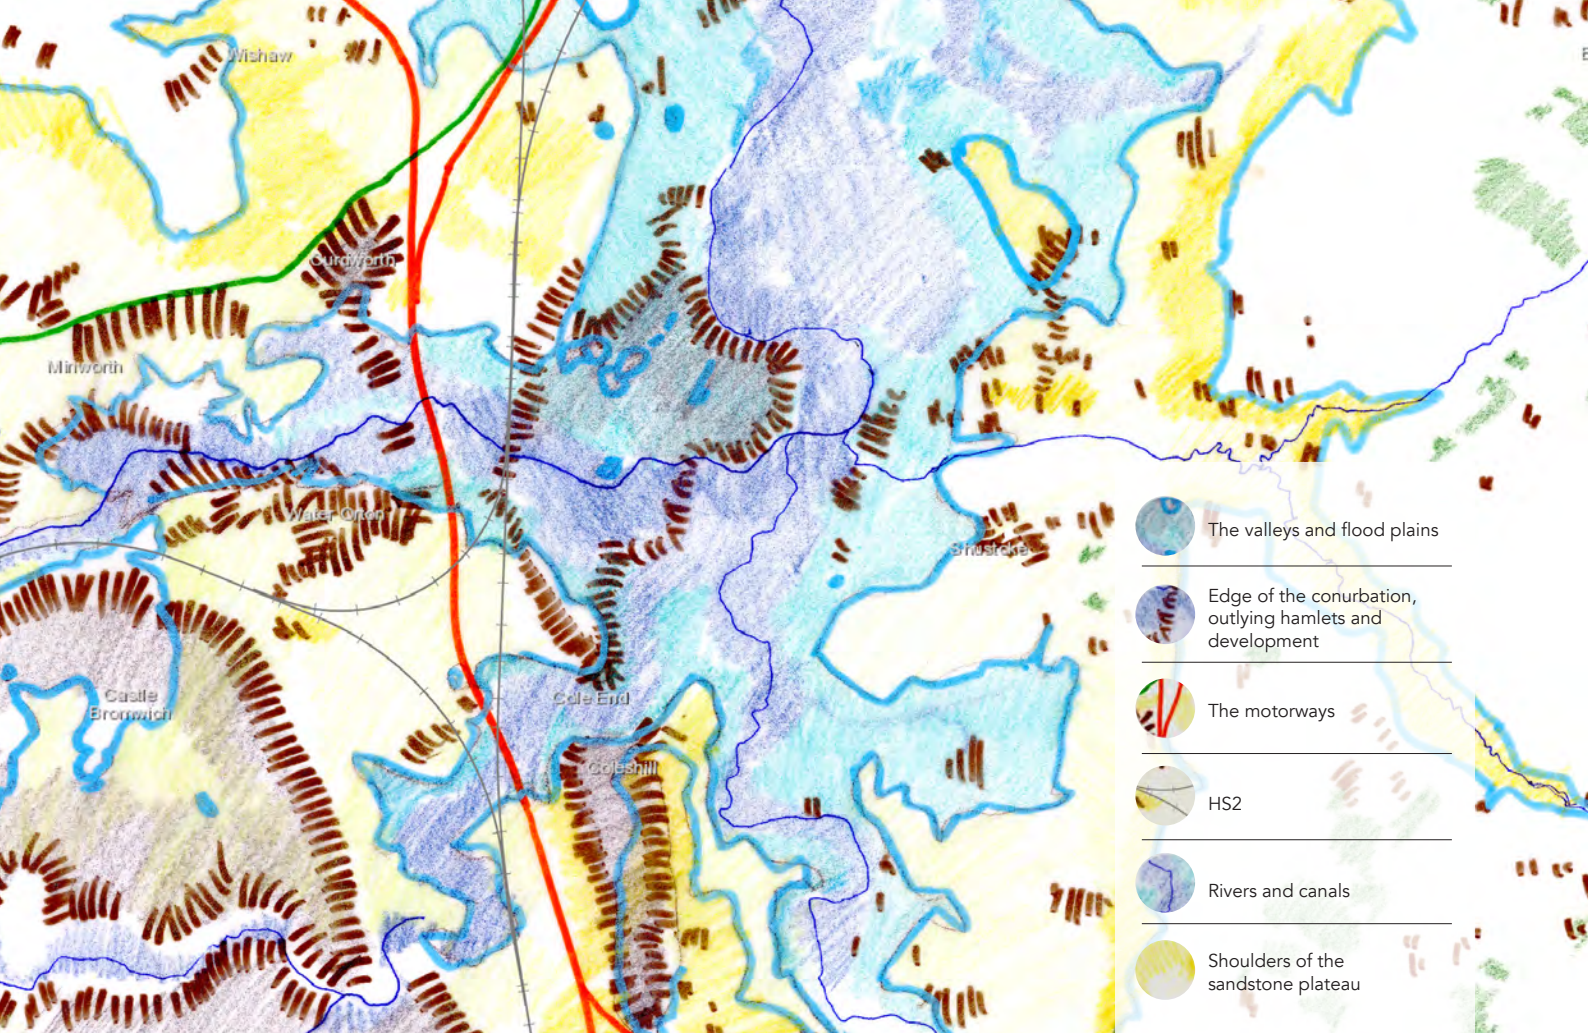 Wishaw
Curdworth
Minworth
Water Orton
Shustoke
Castle
Bromwich
Cole End
Coleshill
The valleys and flood plains
Edge of the conurbation,
outlying hamlets and
development
The motorways
HS2
Rivers and canals
Shoulders of the
sandstone plateau